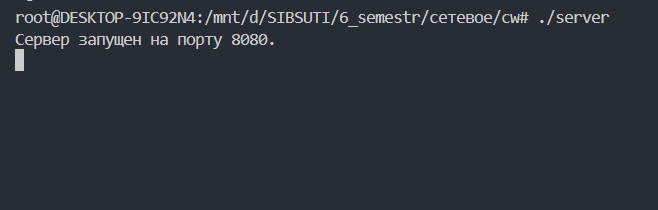 root@DESKTOP-9IC92N4:/mnt/d/SIBSUTI/6_semestr/сетевое/cw# ./server
Сервер запущен на порту 8080.